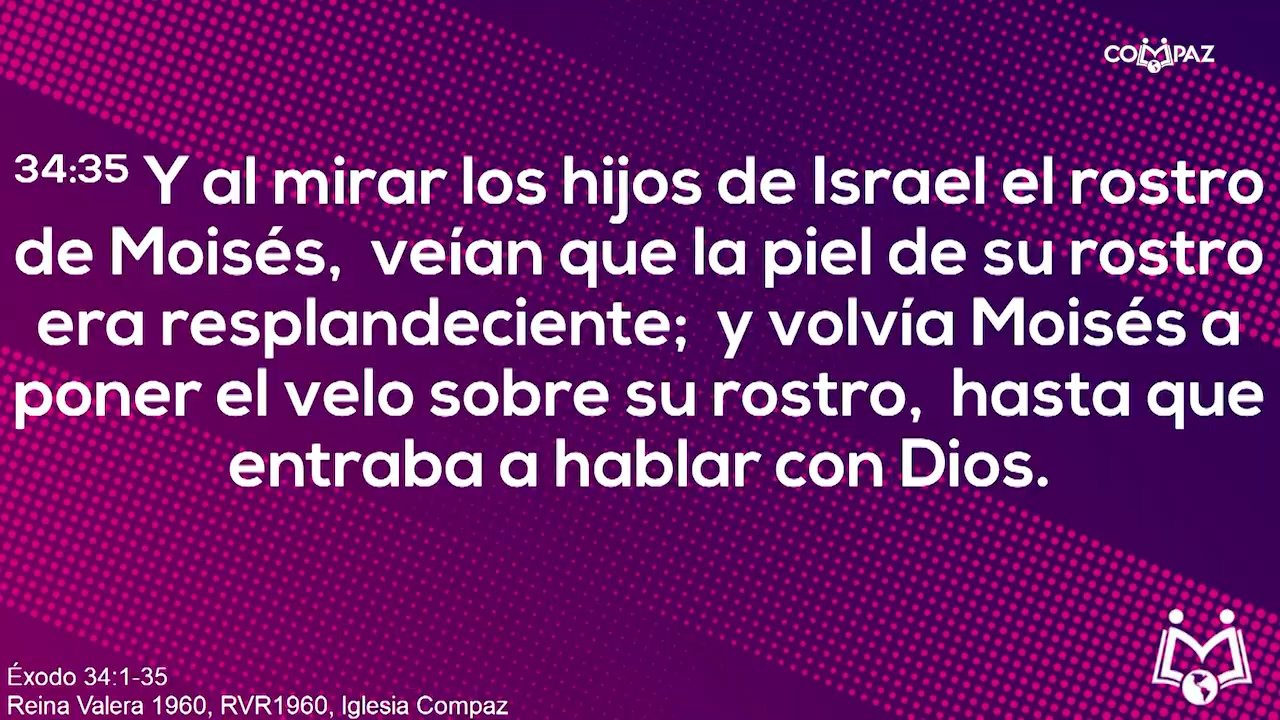 COMPAZ
34:35 Y al mirar los hijos de Israel el rostro
de Moisés, veían que la piel de su rostro
era resplandeciente; y volvía Moisés a
poner el velo sobre su rostro, hasta que
entraba a hablar con Dios.
Éxodo 34:1-35
Reina Valera 1960, RVR1960, Iglesia Compaz